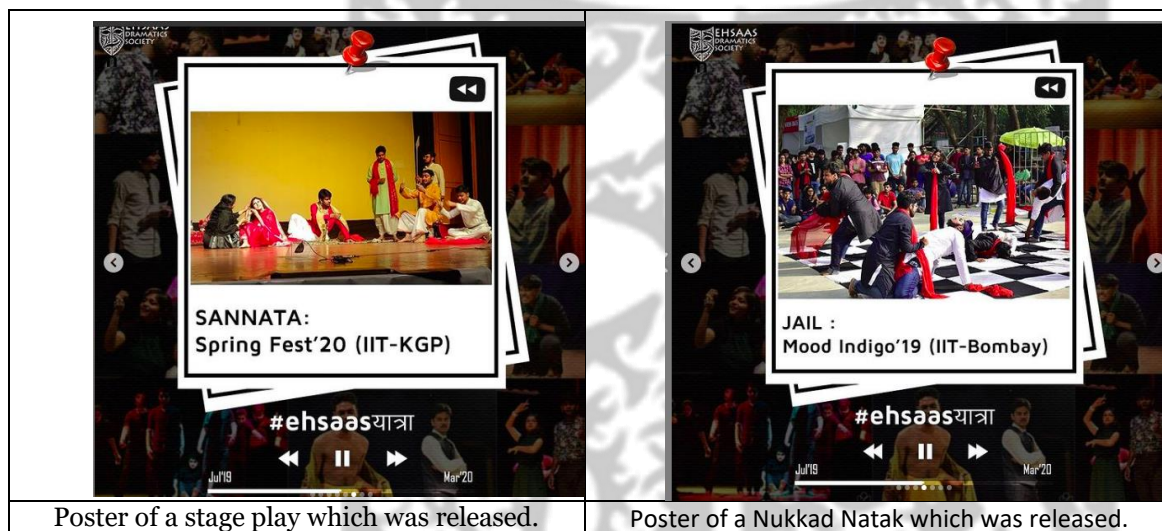 EHSAAS
DRAMATICS
SOCIETY
SANNATA:
Spring Fest'20 (IIT-KGP)
#ehsaasयात्रा
Jul'19
Mar'20
Poster of a stage play which was released.
EHSAAS
DRAMATICS
SOCIETY
JAIL :
Mood Indigo'19 (IIT-Bombay)
#ehsaasयात्रा
Jul'19
Mar'20
Poster of a Nukkad Natak which was released.